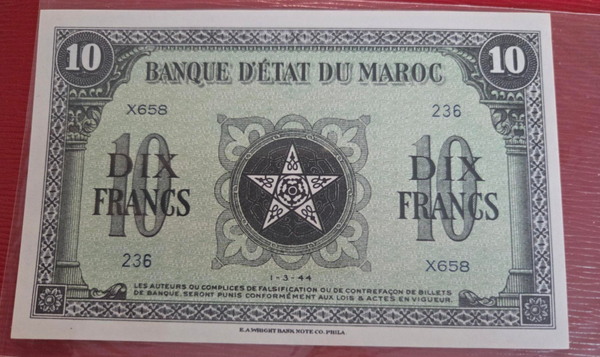 10 10
BANQUE D'ÉTAT DU MAROC
X658 236
10 10
DIX DIX
FRANCS FRANCS
236 X658
1-3-44
LES AUTEURS OU COMPLICES DE FALSIFICATION OU DE CONTREFAÇON DE BILLETS
DE BANQUE, SERONT PUNIS CONFORMÉMENT AUX LOIS & ACTES EN VIGUEUR.
E.A.WRIGHT BANK NOTE CO. PHILA